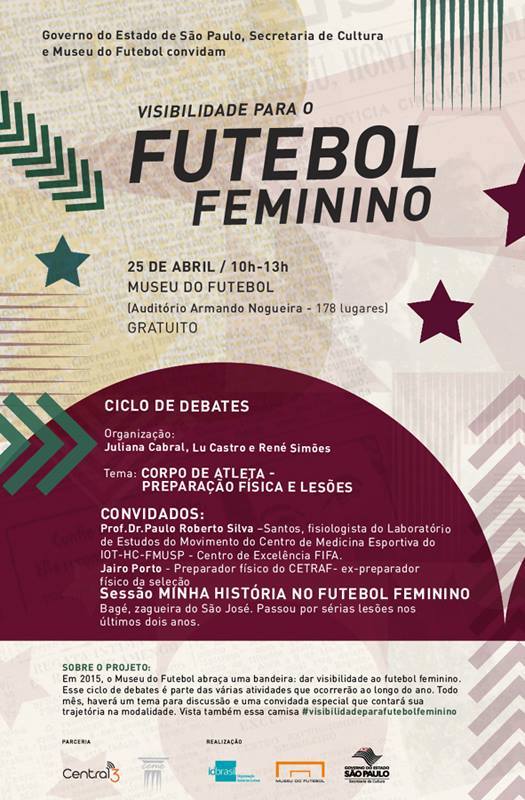 Governo do Estado de São Paulo, Secretaria de Cultura
e Museu do Futebol convidam
VISIBILIDADE PARA O
FUTEBOL
FEMININO
25 DE ABRIL / 10h-13h
MUSEU DO FUTEBOL
(Auditório Armando Nogueira - 178 lugares)
GRATUITO
CICLO DE DEBATES
Organização:
Juliana Cabral, Lu Castro e René Simões
Tema: CORPO DE ATLETA -
PREPARAÇÃO FÍSICA E LESÕES
CONVIDADOS:
Prof.Dr.Paulo Roberto Silva –Santos, fisiologista do Laboratório
de Estudos do Movimento do Centro de Medicina Esportiva do
IOT-HC-FMUSP - Centro de Excelência FIFA.
Jairo Porto - Preparador físico do CETRAF- ex-preparador
físico da seleção
Sessão MINHA HISTÓRIA NO FUTEBOL FEMININO
Bagé, zagueira do São José. Passou por sérias lesões nos
últimos dois anos.
SOBRE O PROJETO:
Em 2015, o Museu do Futebol abraça uma bandeira: dar visibilidade ao futebol feminino.
Esse ciclo de debates é parte das várias atividades que ocorrerão ao longo do ano. Todo
mês, haverá um tema para discussão e uma convidada especial que contará sua
trajetória na modalidade. Vista também essa camisa #visibilidadeparafutebolfeminino
PARCERIA
REALIZAÇÃO
Central3
idbrasil
MUSEU DO FUTEBOL
GOVERNO DO ESTADO
SÃO PAULO
Secretaria da Cultura